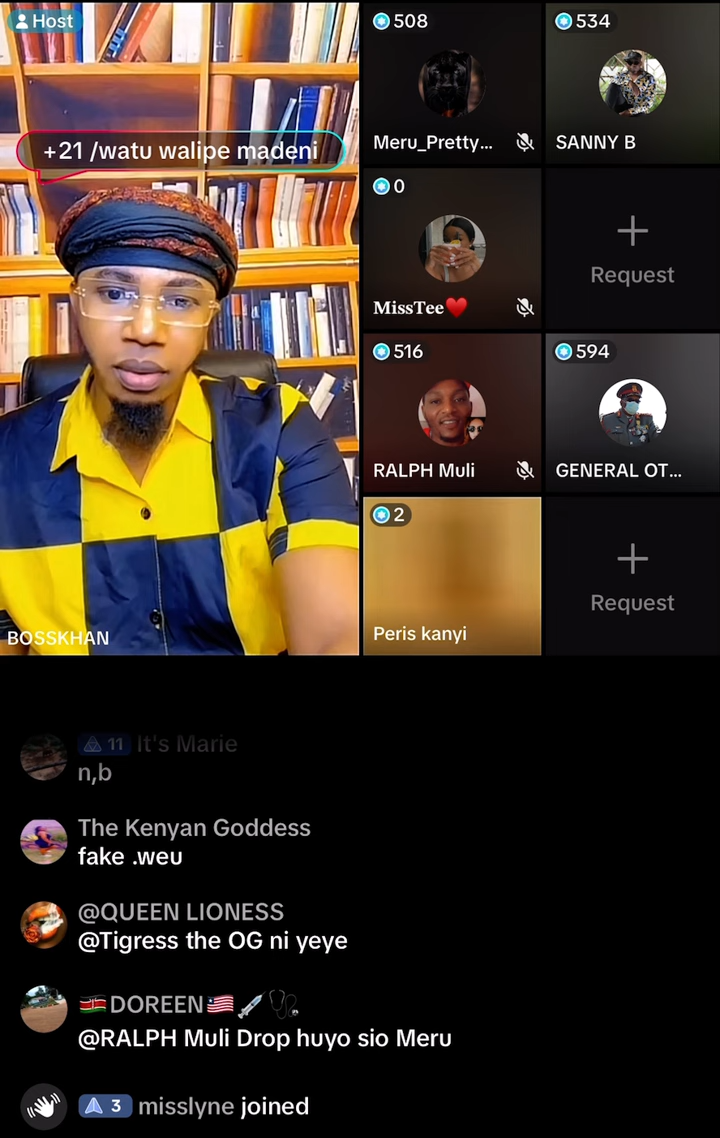 Host
+21 /watu walipe madeni
BOSSKHAN
508
Meru_Pretty...
534
SANNY B
0
MissTee❤️
Request
516
RALPH Muli
594
GENERAL OT...
2
Peris kanyi
Request
11 It's Marie
n,b
The Kenyan Goddess
fake .weu
@QUEEN LIONESS
@Tigress the OG ni yeye
🇰🇪DOREEN🇱🇷💉🩺
@RALPH Muli Drop huyo sio Meru
3 misslyne joined